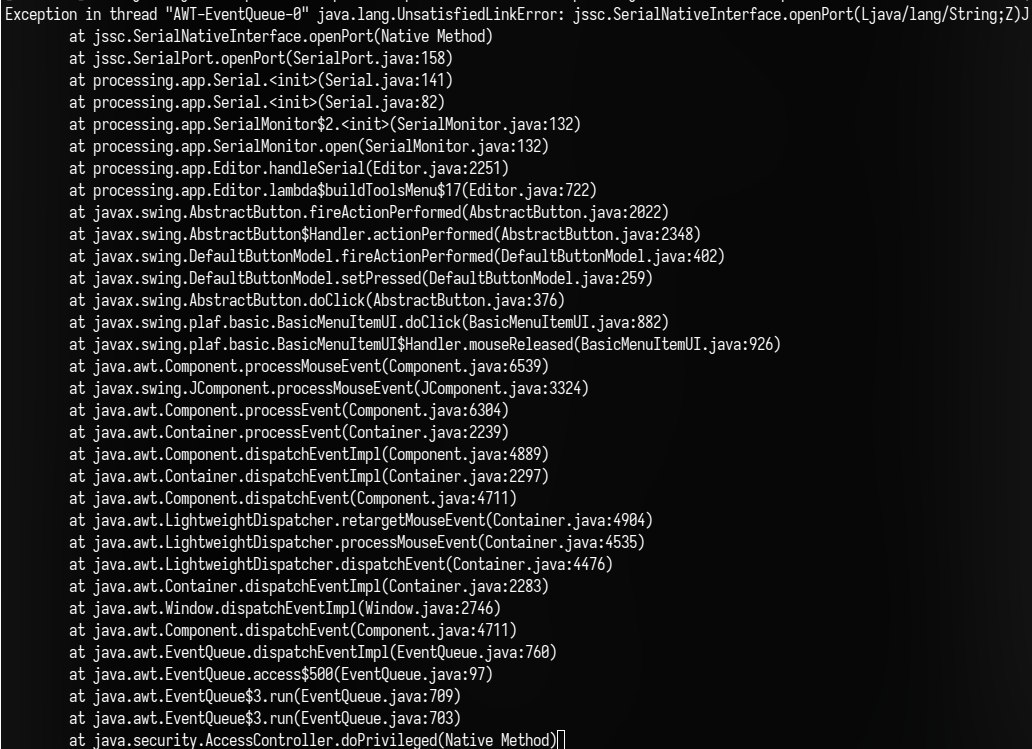 Exception in thread "AWT-EventQueue-0" java.lang.UnsatisfiedLinkError: jssc.SerialNativeInterface.openPort(Ljava/lang/String;Z)J
at jssc.SerialNativeInterface.openPort(Native Method)
at jssc.SerialPort.openPort(SerialPort.java:158)
at processing.app.Serial.<init>(Serial.java:141)
at processing.app.Serial.<init>(Serial.java:82)
at processing.app.SerialMonitor$2.<init>(SerialMonitor.java:132)
at processing.app.SerialMonitor.open(SerialMonitor.java:132)
at processing.app.Editor.handleSerial(Editor.java:2251)
at processing.app.Editor.lambda$buildToolsMenu$17(Editor.java:722)
at javax.swing.AbstractButton.fireActionPerformed(AbstractButton.java:2022)
at javax.swing.AbstractButton$Handler.actionPerformed(AbstractButton.java:2348)
at javax.swing.DefaultButtonModel.fireActionPerformed(DefaultButtonModel.java:402)
at javax.swing.DefaultButtonModel.setPressed(DefaultButtonModel.java:259)
at javax.swing.AbstractButton.doClick(AbstractButton.java:376)
at javax.swing.plaf.basic.BasicMenuItemUI.doClick(BasicMenuItemUI.java:882)
at javax.swing.plaf.basic.BasicMenuItemUI$Handler.mouseReleased(BasicMenuItemUI.java:926)
at java.awt.Component.processMouseEvent(Component.java:6539)
at javax.swing.JComponent.processMouseEvent(JComponent.java:3324)
at java.awt.Component.processEvent(Component.java:6304)
at java.awt.Container.processEvent(Container.java:2239)
at java.awt.Component.dispatchEventImpl(Component.java:4889)
at java.awt.Container.dispatchEventImpl(Container.java:2297)
at java.awt.Component.dispatchEvent(Component.java:4711)
at java.awt.LightweightDispatcher.retargetMouseEvent(Container.java:4904)
at java.awt.LightweightDispatcher.processMouseEvent(Container.java:4535)
at java.awt.LightweightDispatcher.dispatchEvent(Container.java:4476)
at java.awt.Container.dispatchEventImpl(Container.java:2283)
at java.awt.Window.dispatchEventImpl(Window.java:2746)
at java.awt.Component.dispatchEvent(Component.java:4711)
at java.awt.EventQueue.dispatchEventImpl(EventQueue.java:760)
at java.awt.EventQueue.access$500(EventQueue.java:97)
at java.awt.EventQueue$3.run(EventQueue.java:709)
at java.awt.EventQueue$3.run(EventQueue.java:703)
at java.security.AccessController.doPrivileged(Native Method)